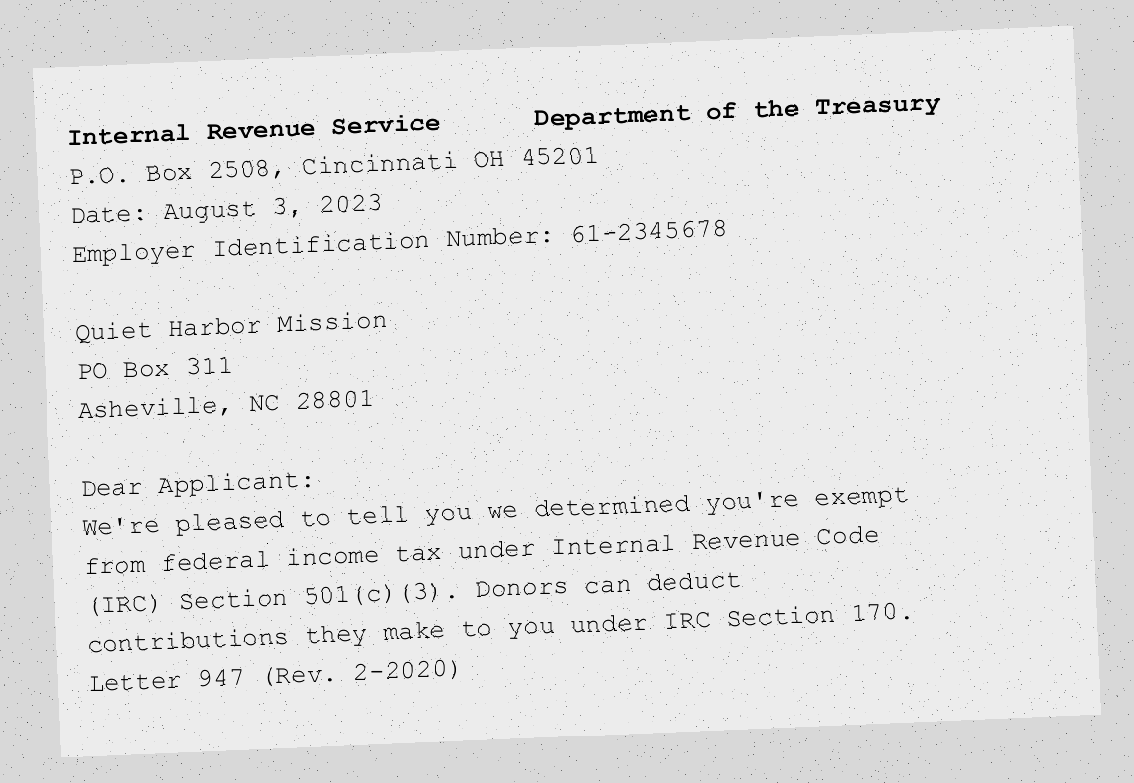 Internal Revenue Service      Department of the Treasury
P.O. Box 2508, Cincinnati OH 45201
Date: August 3, 2023
Employer Identification Number: 61-2345678
Quiet Harbor Mission
PO Box 311
Asheville, NC 28801
Dear Applicant:
We're pleased to tell you we determined you're exempt
from federal income tax under Internal Revenue Code
(IRC) Section 501(c)(3). Donors can deduct
contributions they make to you under IRC Section 170.
Letter 947 (Rev. 2-2020)